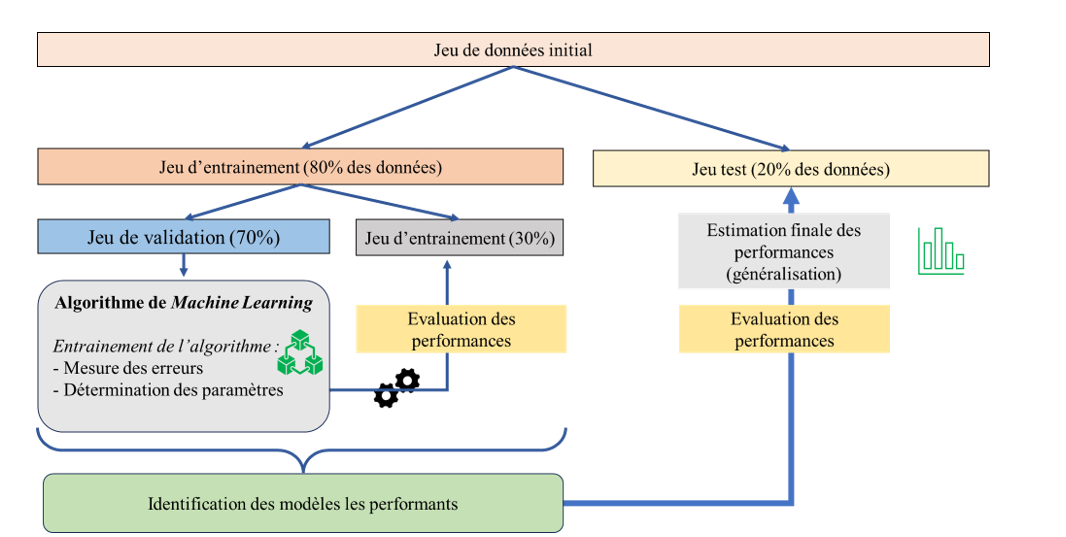 Jeu de données initial
Jeu d’entrainement (80% des données)
Jeu test (20% des données)
Jeu de validation (70%)
Jeu d’entrainement (30%)
Estimation finale des
performances
(généralisation)
Algorithme de Machine Learning
Entrainement de l’algorithme :
- Mesure des erreurs
- Détermination des paramètres
Evaluation des
performances
Evaluation des
performances
Identification des modèles les performants